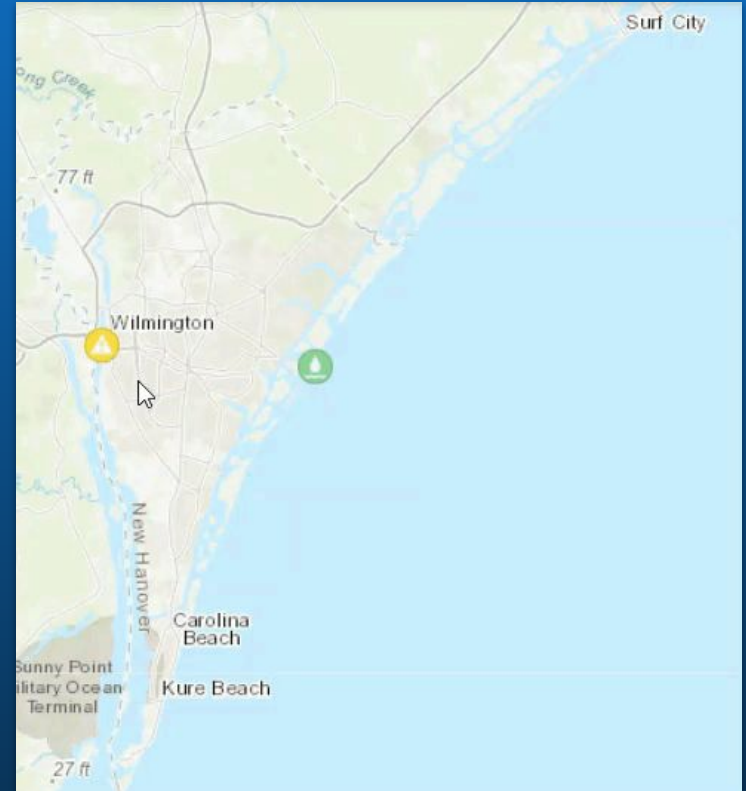 Surf City
ong Creek
77 ft
Wilmington
New Hanover
Carolina
Beach
Sunny Point
ilitary Ocean
Terminal
Kure Beach
27 ft